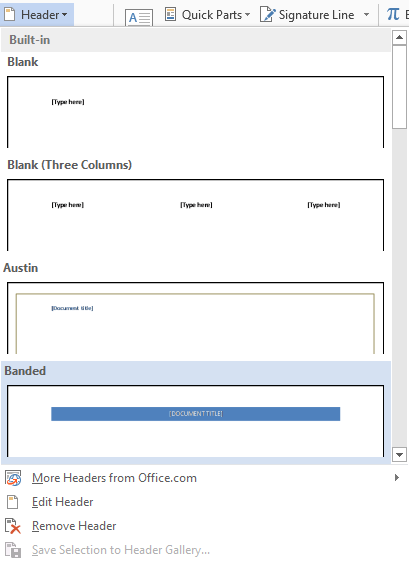 Header Quick Parts Signature Line π
Built-in
Blank
[Type here]
Blank (Three Columns)
[Type here] [Type here] [Type here]
Austin
[Document title]
Banded
[DOCUMENT TITLE]
More Headers from Office.com
Edit Header
Remove Header
Save Selection to Header Gallery...